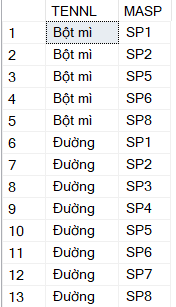 TENNL MASP
1 Bột mì SP1
2 Bột mì SP2
3 Bột mì SP5
4 Bột mì SP6
5 Bột mì SP8
6 Đường SP1
7 Đường SP2
8 Đường SP3
9 Đường SP4
10 Đường SP5
11 Đường SP6
12 Đường SP7
13 Đường SP8